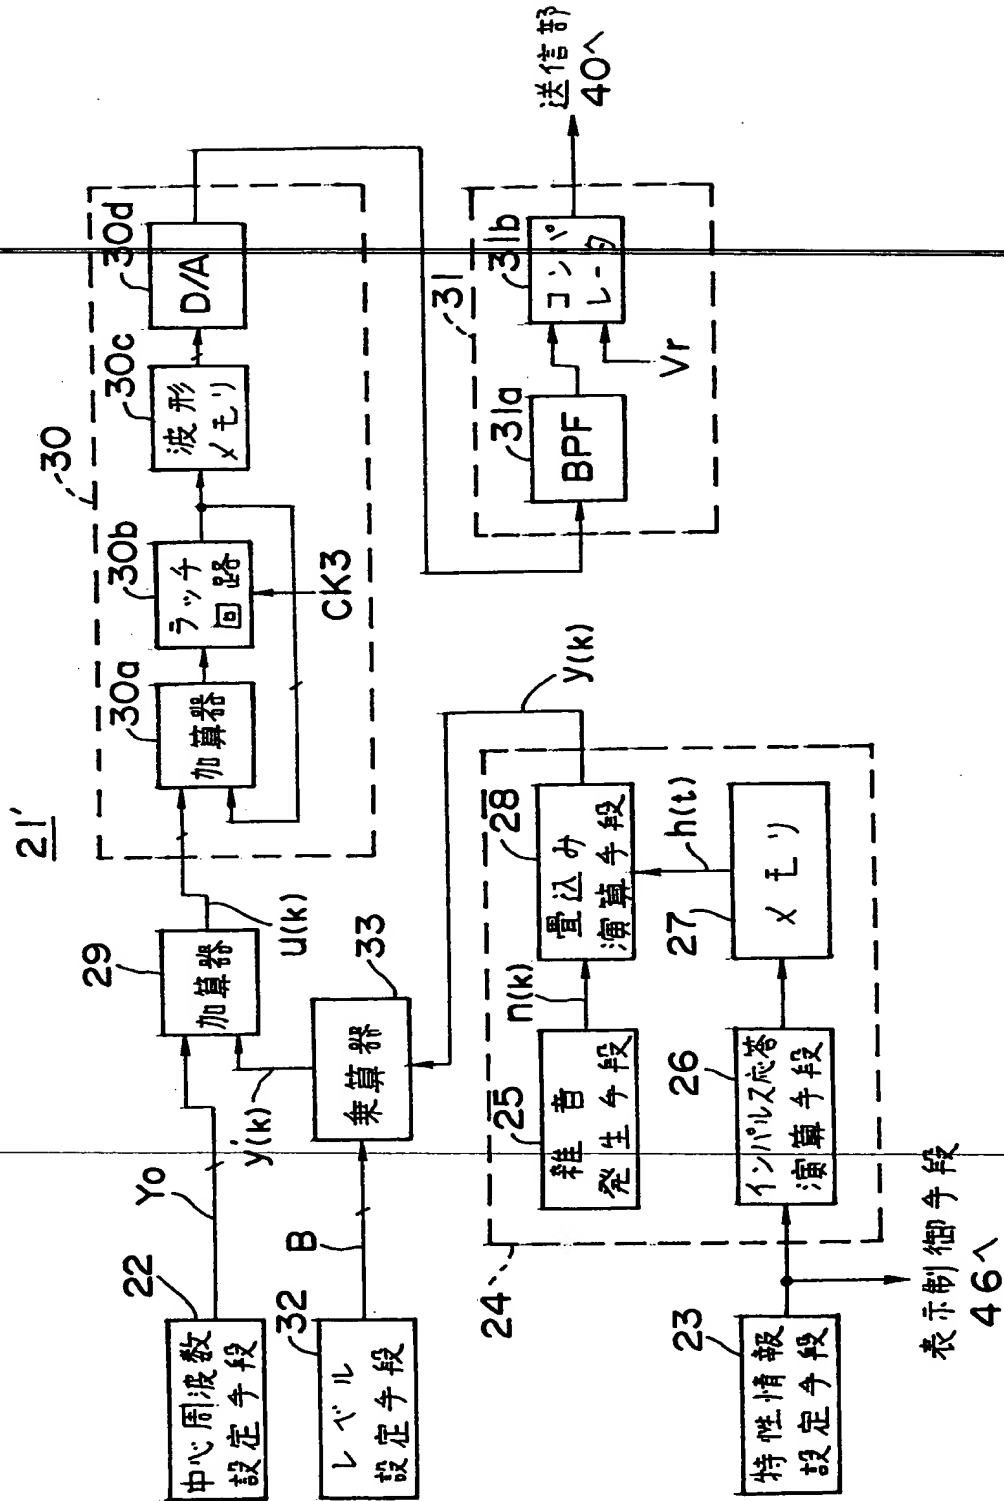 21'
22
中心周波数
設定手段
Yo
29
加算器
u(k)
30
30a
加算器
30b
ラッチ
回路
CK3
30c
波形
メモリ
30d
D/A
32
レベル
設定手段
B
33
乗算器
y'(k)
y(k)
31
31a
BPF
31b
コンパ
レータ
Vr
送信部
40へ
24
25
雑音
発生手段
n(k)
28
畳込み
演算手段
h(t)
23
特性情報
設定手段
26
インパルス応答
演算手段
27
メモリ
表示制御手段
46へ